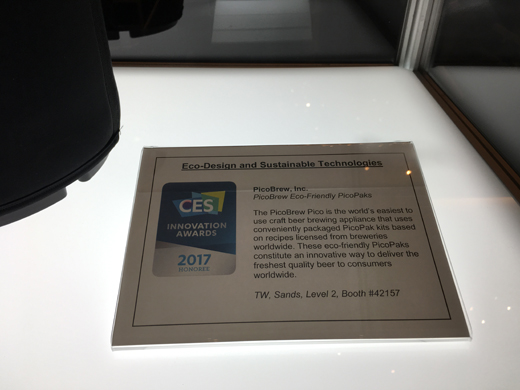 Eco-Design and Sustainable Technologies
CES
INNOVATION
AWARDS
2017
HONOREE
PicoBrew, Inc.
PicoBrew Eco-Friendly PicoPaks
The PicoBrew Pico is the world's easiest to
use craft beer brewing appliance that uses
conveniently packaged PicoPak kits based
on recipes licensed from breweries
worldwide. These eco-friendly PicoPaks
constitute an innovative way to deliver the
freshest quality beer to consumers
worldwide.
TW, Sands, Level 2, Booth #42157